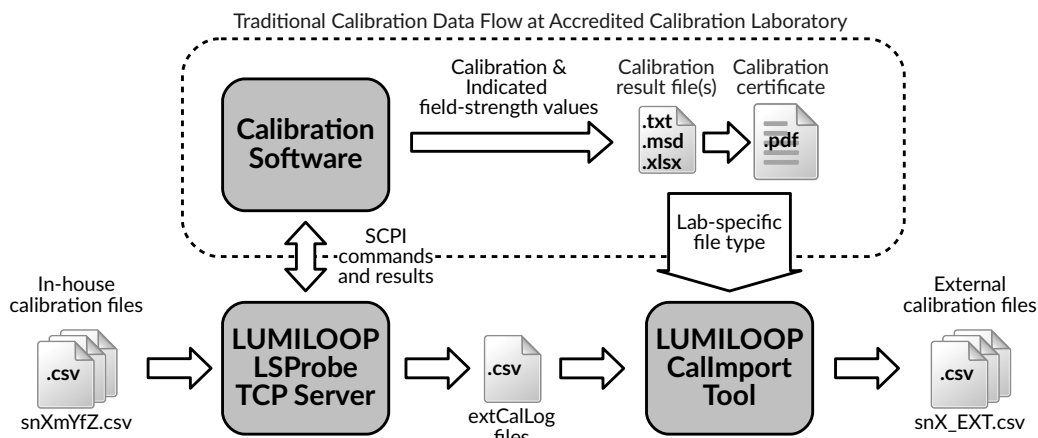 Traditional Calibration Data Flow at Accredited Calibration Laboratory
Calibration &
Indicated
field-strength values
Calibration
result file(s)
Calibration
certificate
Calibration
Software
.txt
.msd
.xlsx
.pdf
SCPI
commands
and results
Lab-specific
file type
In-house
calibration files
.csv
snXmYfZ.csv
LUMILOOP
LSProbe
TCP Server
.csv
extCalLog
files
LUMILOOP
CalImport
Tool
External
calibration files
.csv
snX_EXT.csv